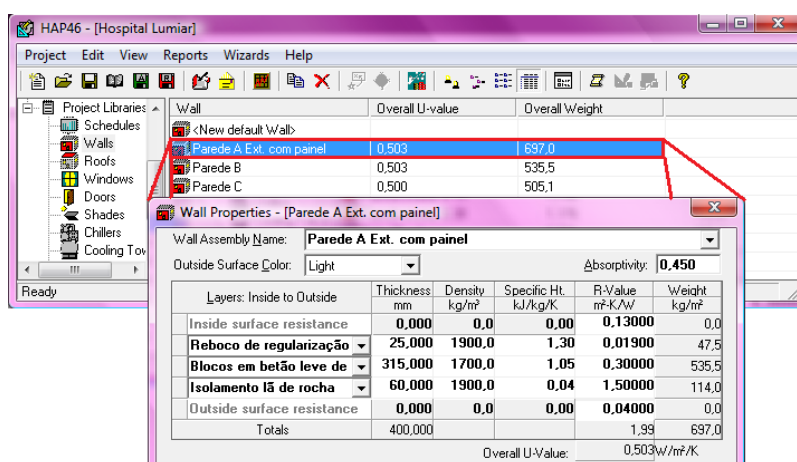 HAP46 - [Hospital Lumiar]
Project Edit View Reports Wizards Help
Project Libraries
Schedules
Walls
Roofs
Windows
Doors
Shades
Chillers
Cooling Tow
Ready
Wall Overall U-value Overall Weight
<New default Wall>
Parede A Ext. com painel 0,503 697,0
Parede B 0,503 535,5
Parede C 0,500 505,1
Wall Properties - [Parede A Ext. com painel]
Wall Assembly Name: Parede A Ext. com painel
Outside Surface Color: Light Absorptivity: 0,450
Layers: Inside to Outside Thickness mm Density kg/m³ Specific Ht. kJ/kg/K R-Value m²-K/W Weight kg/m²
Inside surface resistance 0,000 0,0 0,00 0,13000 0,0
Reboco de regularização 25,000 1900,0 1,30 0,01900 47,5
Blocos em betão leve de 315,000 1700,0 1,05 0,30000 535,5
Isolamento lã de rocha 60,000 1900,0 0,04 1,50000 114,0
Outside surface resistance 0,000 0,0 0,00 0,04000 0,0
Totals 400,000 1,99 697,0
Overall U-Value: 0,503 W/m²/K